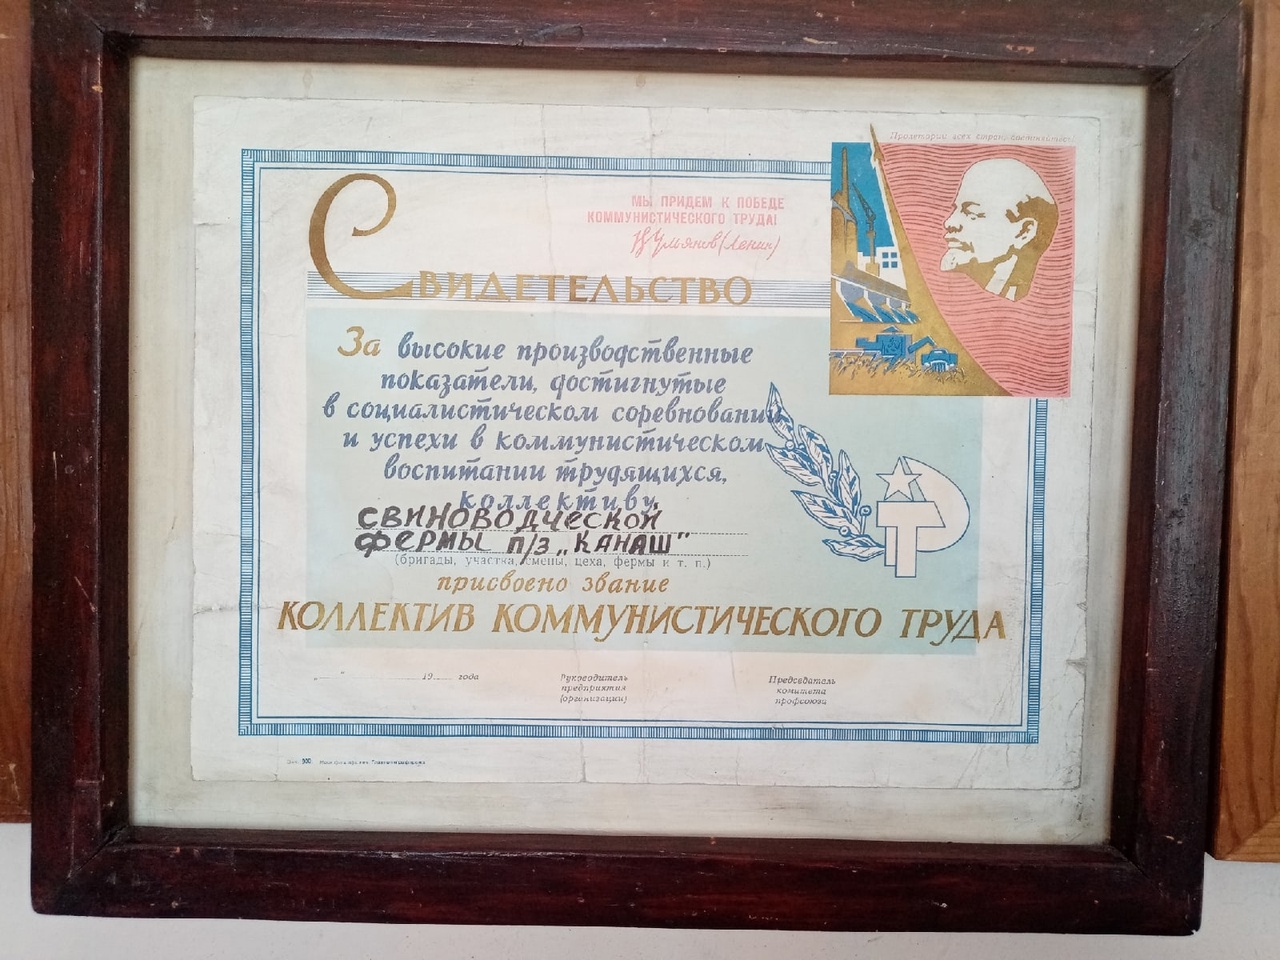 Пролетарии всех стран, соединяйтесь!
МЫ ПРИДЕМ К ПОБЕДЕ
КОММУНИСТИЧЕСКОГО ТРУДА!
В Ульянов (Ленин)
СВИДЕТЕЛЬСТВО
За высокие производственные
показатели, достигнутые
в социалистическом соревновании
и успехи в коммунистическом
воспитании трудящихся,
коллективу
СВИНОВОДЧЕСКОЙ
ФЕРМЫ П/З „КАНАШ"
(бригады, участка, смены, цеха, фермы и т. п.)
присвоено звание
КОЛЛЕКТИВ КОММУНИСТИЧЕСКОГО ТРУДА
19 года
Руководитель
предприятия
(организации)
Председатель
комитета
профсоюза